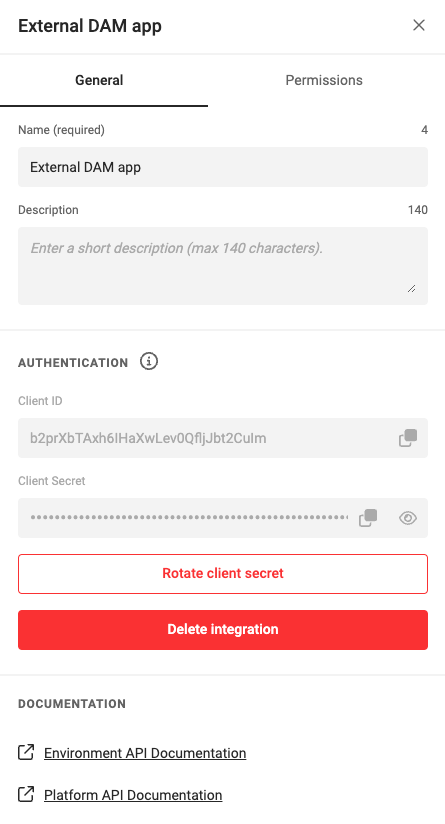 External DAM app
General
Permissions
Name (required)
4
External DAM app
Description
140
Enter a short description (max 140 characters).
AUTHENTICATION
Client ID
b2prXbTAxh6IHaXwLev0QfljJbt2CuIm
Client Secret
Rotate client secret
Delete integration
DOCUMENTATION
Environment API Documentation
Platform API Documentation